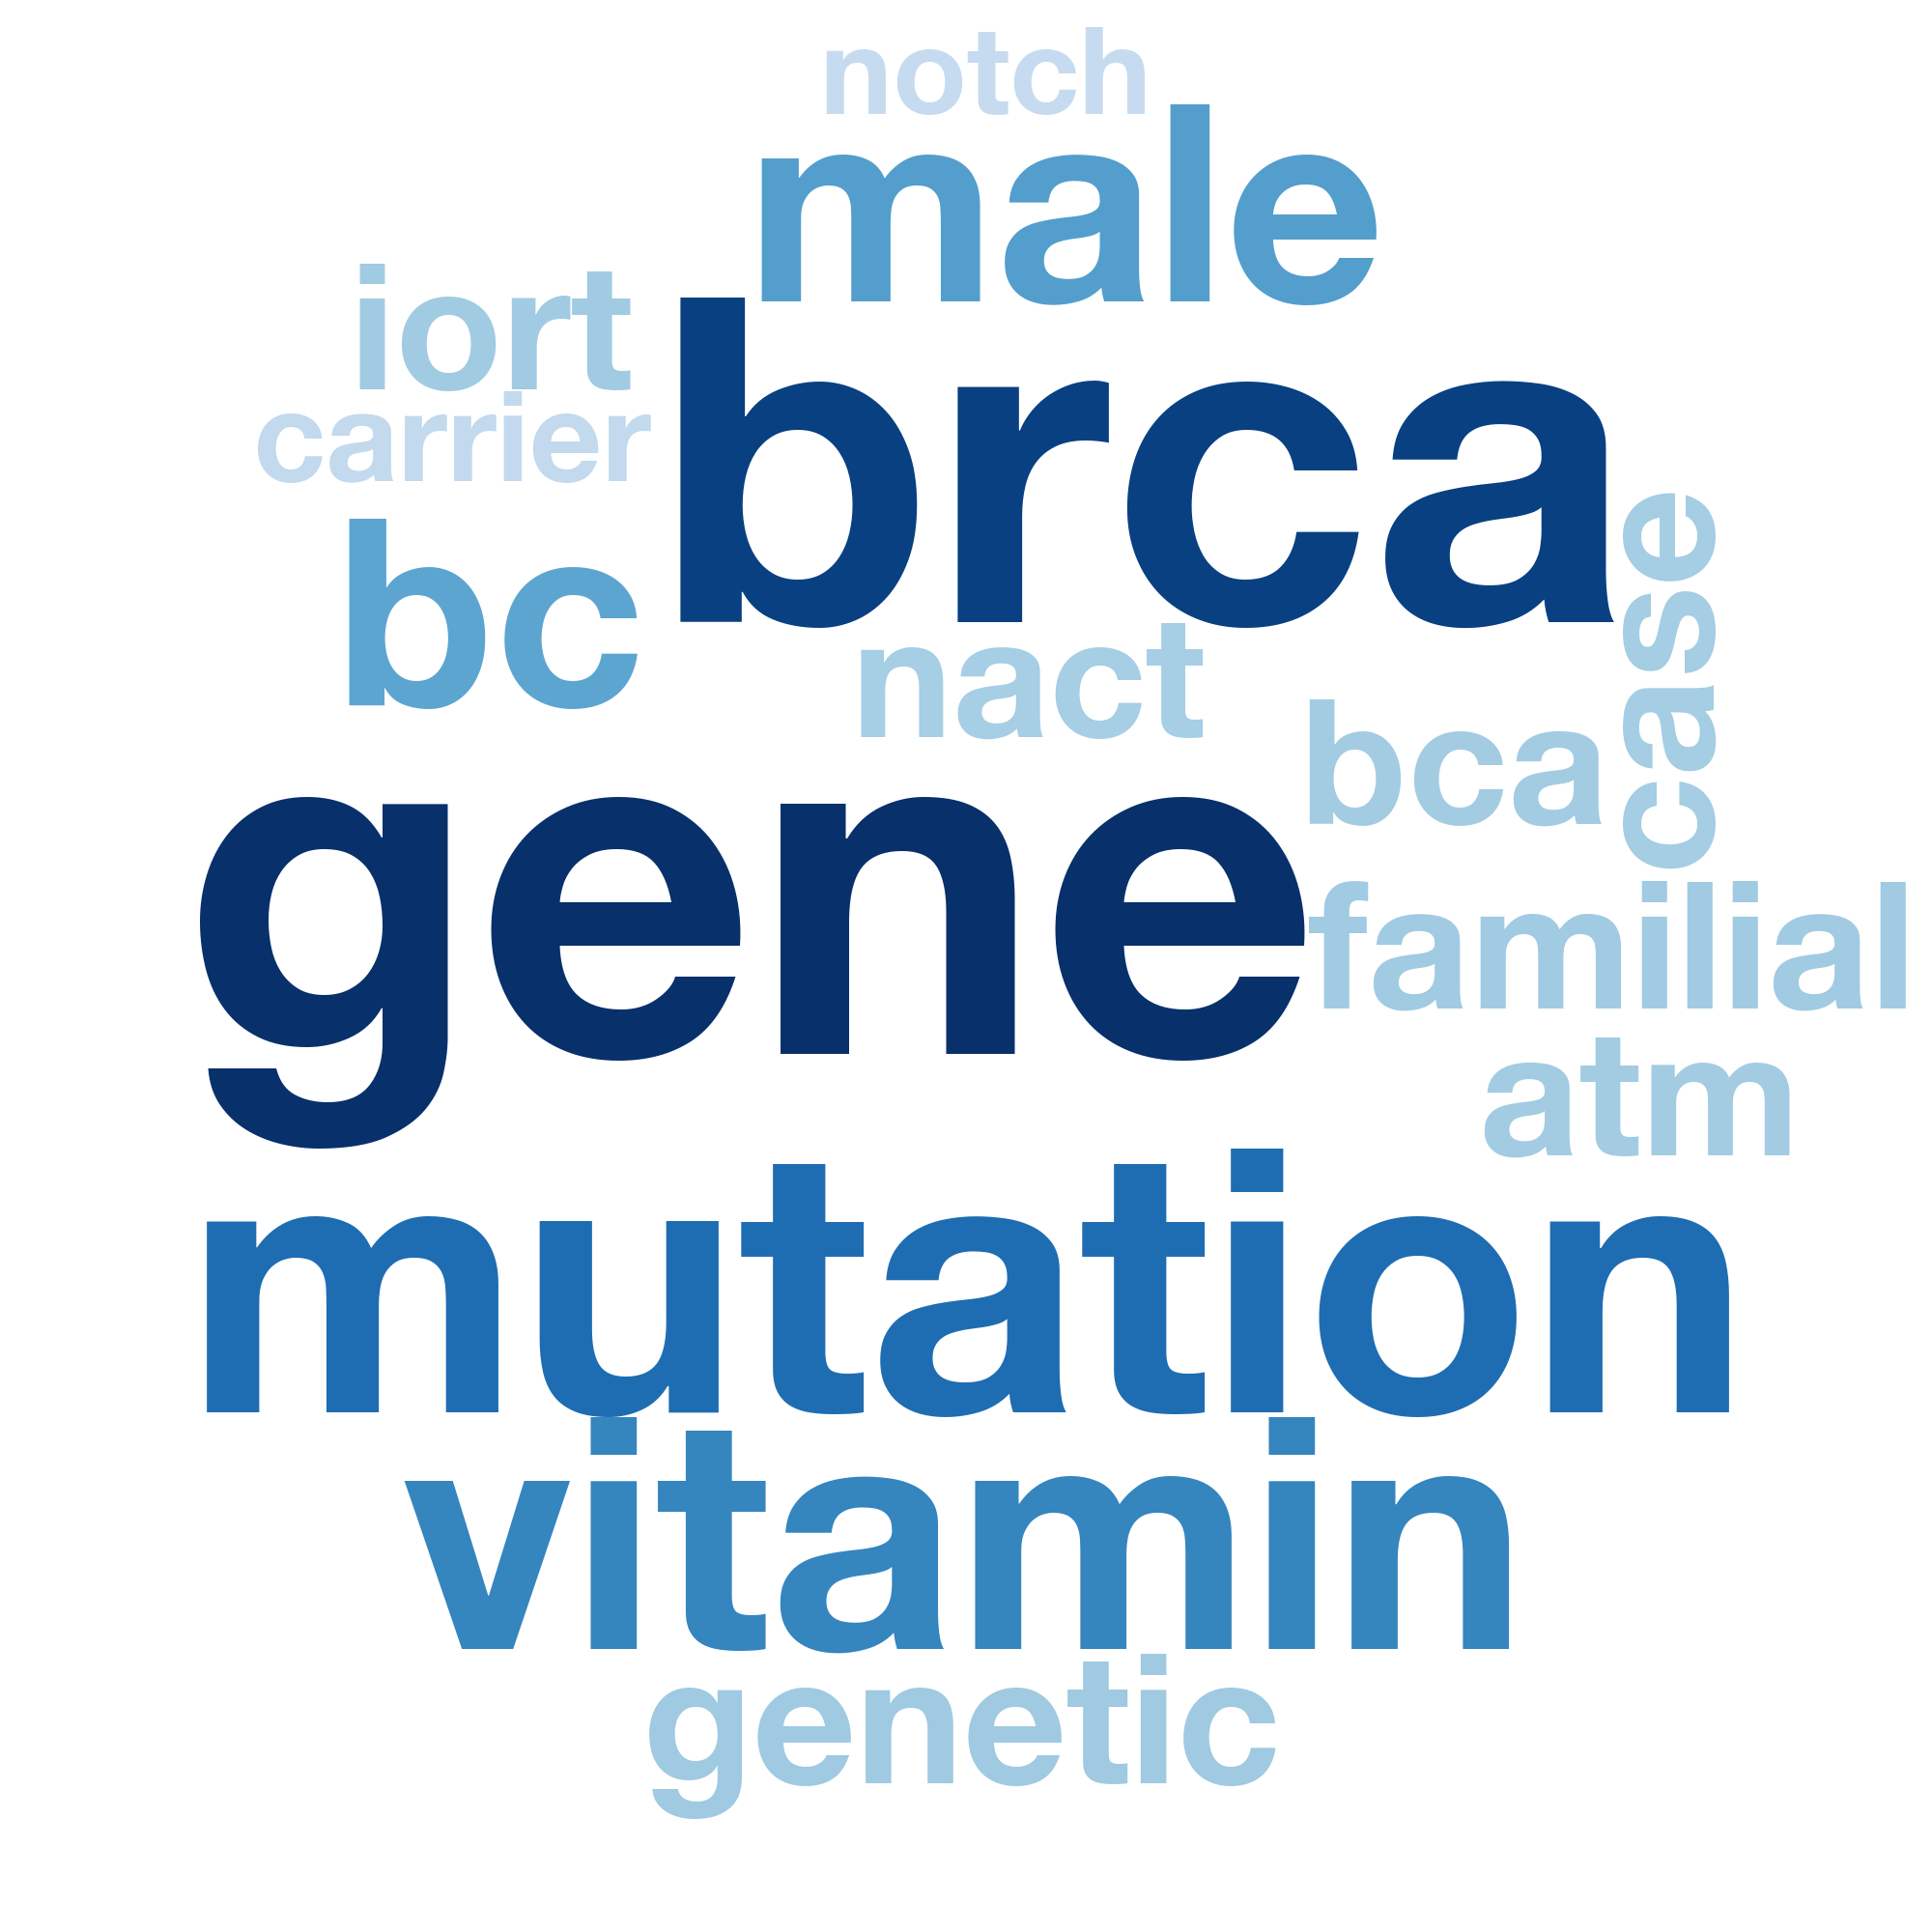 notch
male
iort
brca
carrier
case
bc
nact
bca
gene
familial
atm
mutation
vitamin
genetic